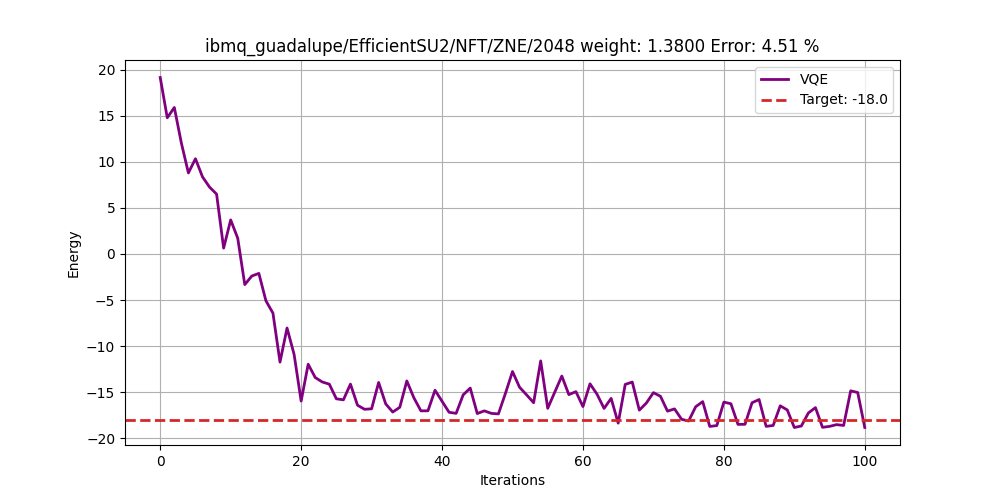 ibmq_guadalupe/EfficientSU2/NFT/ZNE/2048 weight: 1.3800 Error: 4.51 %
VQE
Target: -18.0
Energy
20
15
10
5
0
−5
−10
−15
−20
0 20 40 60 80 100
Iterations